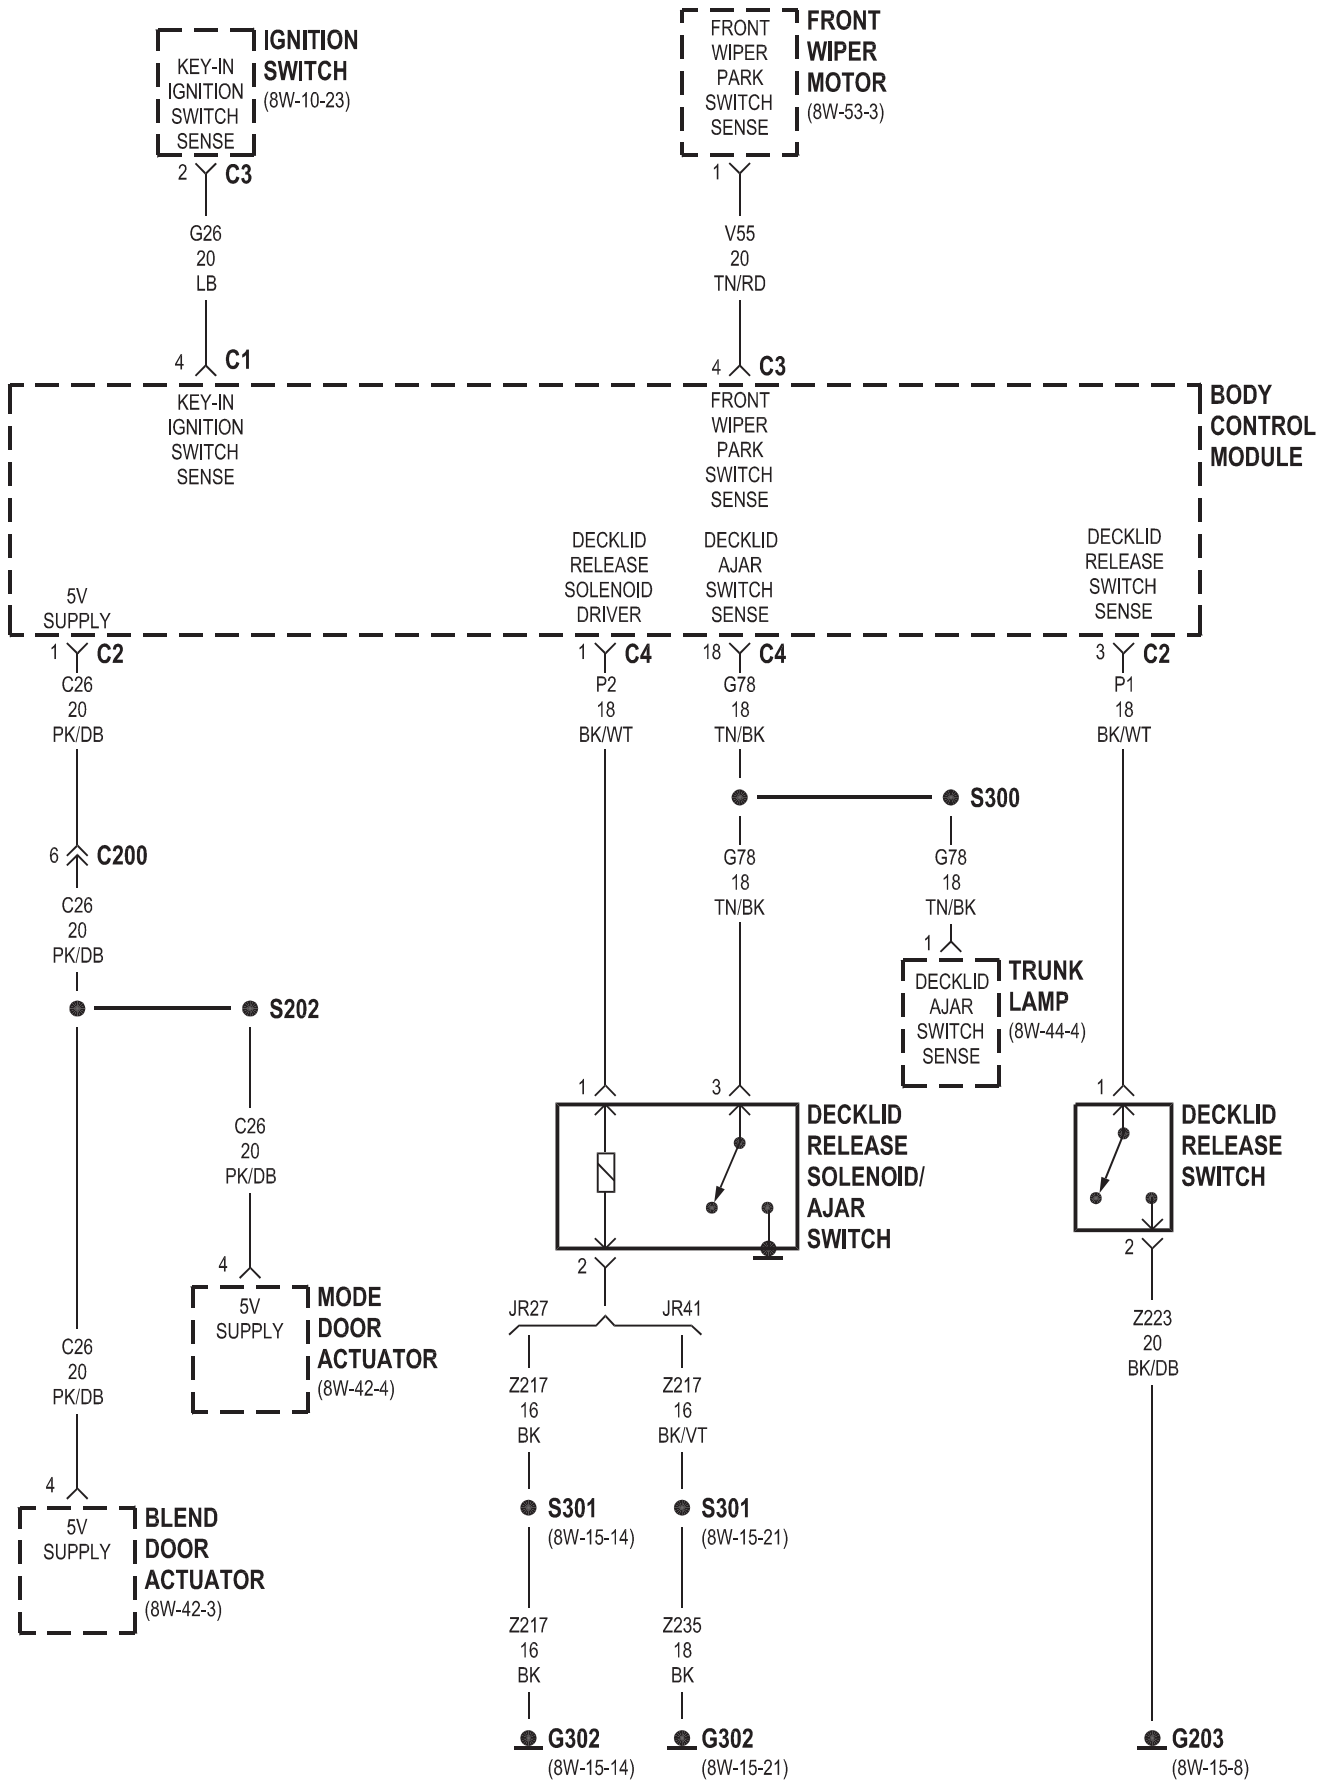 IGNITION
SWITCH
(8W-10-23)
KEY-IN
IGNITION
SWITCH
SENSE
2
C3
G26
20
LB
4
C1
FRONT
WIPER
PARK
SWITCH
SENSE
FRONT
WIPER
MOTOR
(8W-53-3)
1
V55
20
TN/RD
4
C3
BODY
CONTROL
MODULE
KEY-IN
IGNITION
SWITCH
SENSE
FRONT
WIPER
PARK
SWITCH
SENSE
5V
SUPPLY
DECKLID
RELEASE
SOLENOID
DRIVER
DECKLID
AJAR
SWITCH
SENSE
DECKLID
RELEASE
SWITCH
SENSE
1
C2
C26
20
PK/DB
1
C4
P2
18
BK/WT
18
C4
G78
18
TN/BK
3
C2
P1
18
BK/WT
S300
6
C200
C26
20
PK/DB
G78
18
TN/BK
G78
18
TN/BK
1
DECKLID
AJAR
SWITCH
SENSE
TRUNK
LAMP
(8W-44-4)
S202
C26
20
PK/DB
1
3
DECKLID
RELEASE
SOLENOID/
AJAR
SWITCH
2
1
DECKLID
RELEASE
SWITCH
2
4
5V
SUPPLY
MODE
DOOR
ACTUATOR
(8W-42-4)
C26
20
PK/DB
JR27
JR41
Z217
16
BK
Z217
16
BK/VT
Z223
20
BK/DB
4
5V
SUPPLY
BLEND
DOOR
ACTUATOR
(8W-42-3)
S301
(8W-15-14)
S301
(8W-15-21)
Z217
16
BK
Z235
18
BK
G302
(8W-15-14)
G302
(8W-15-21)
G203
(8W-15-8)